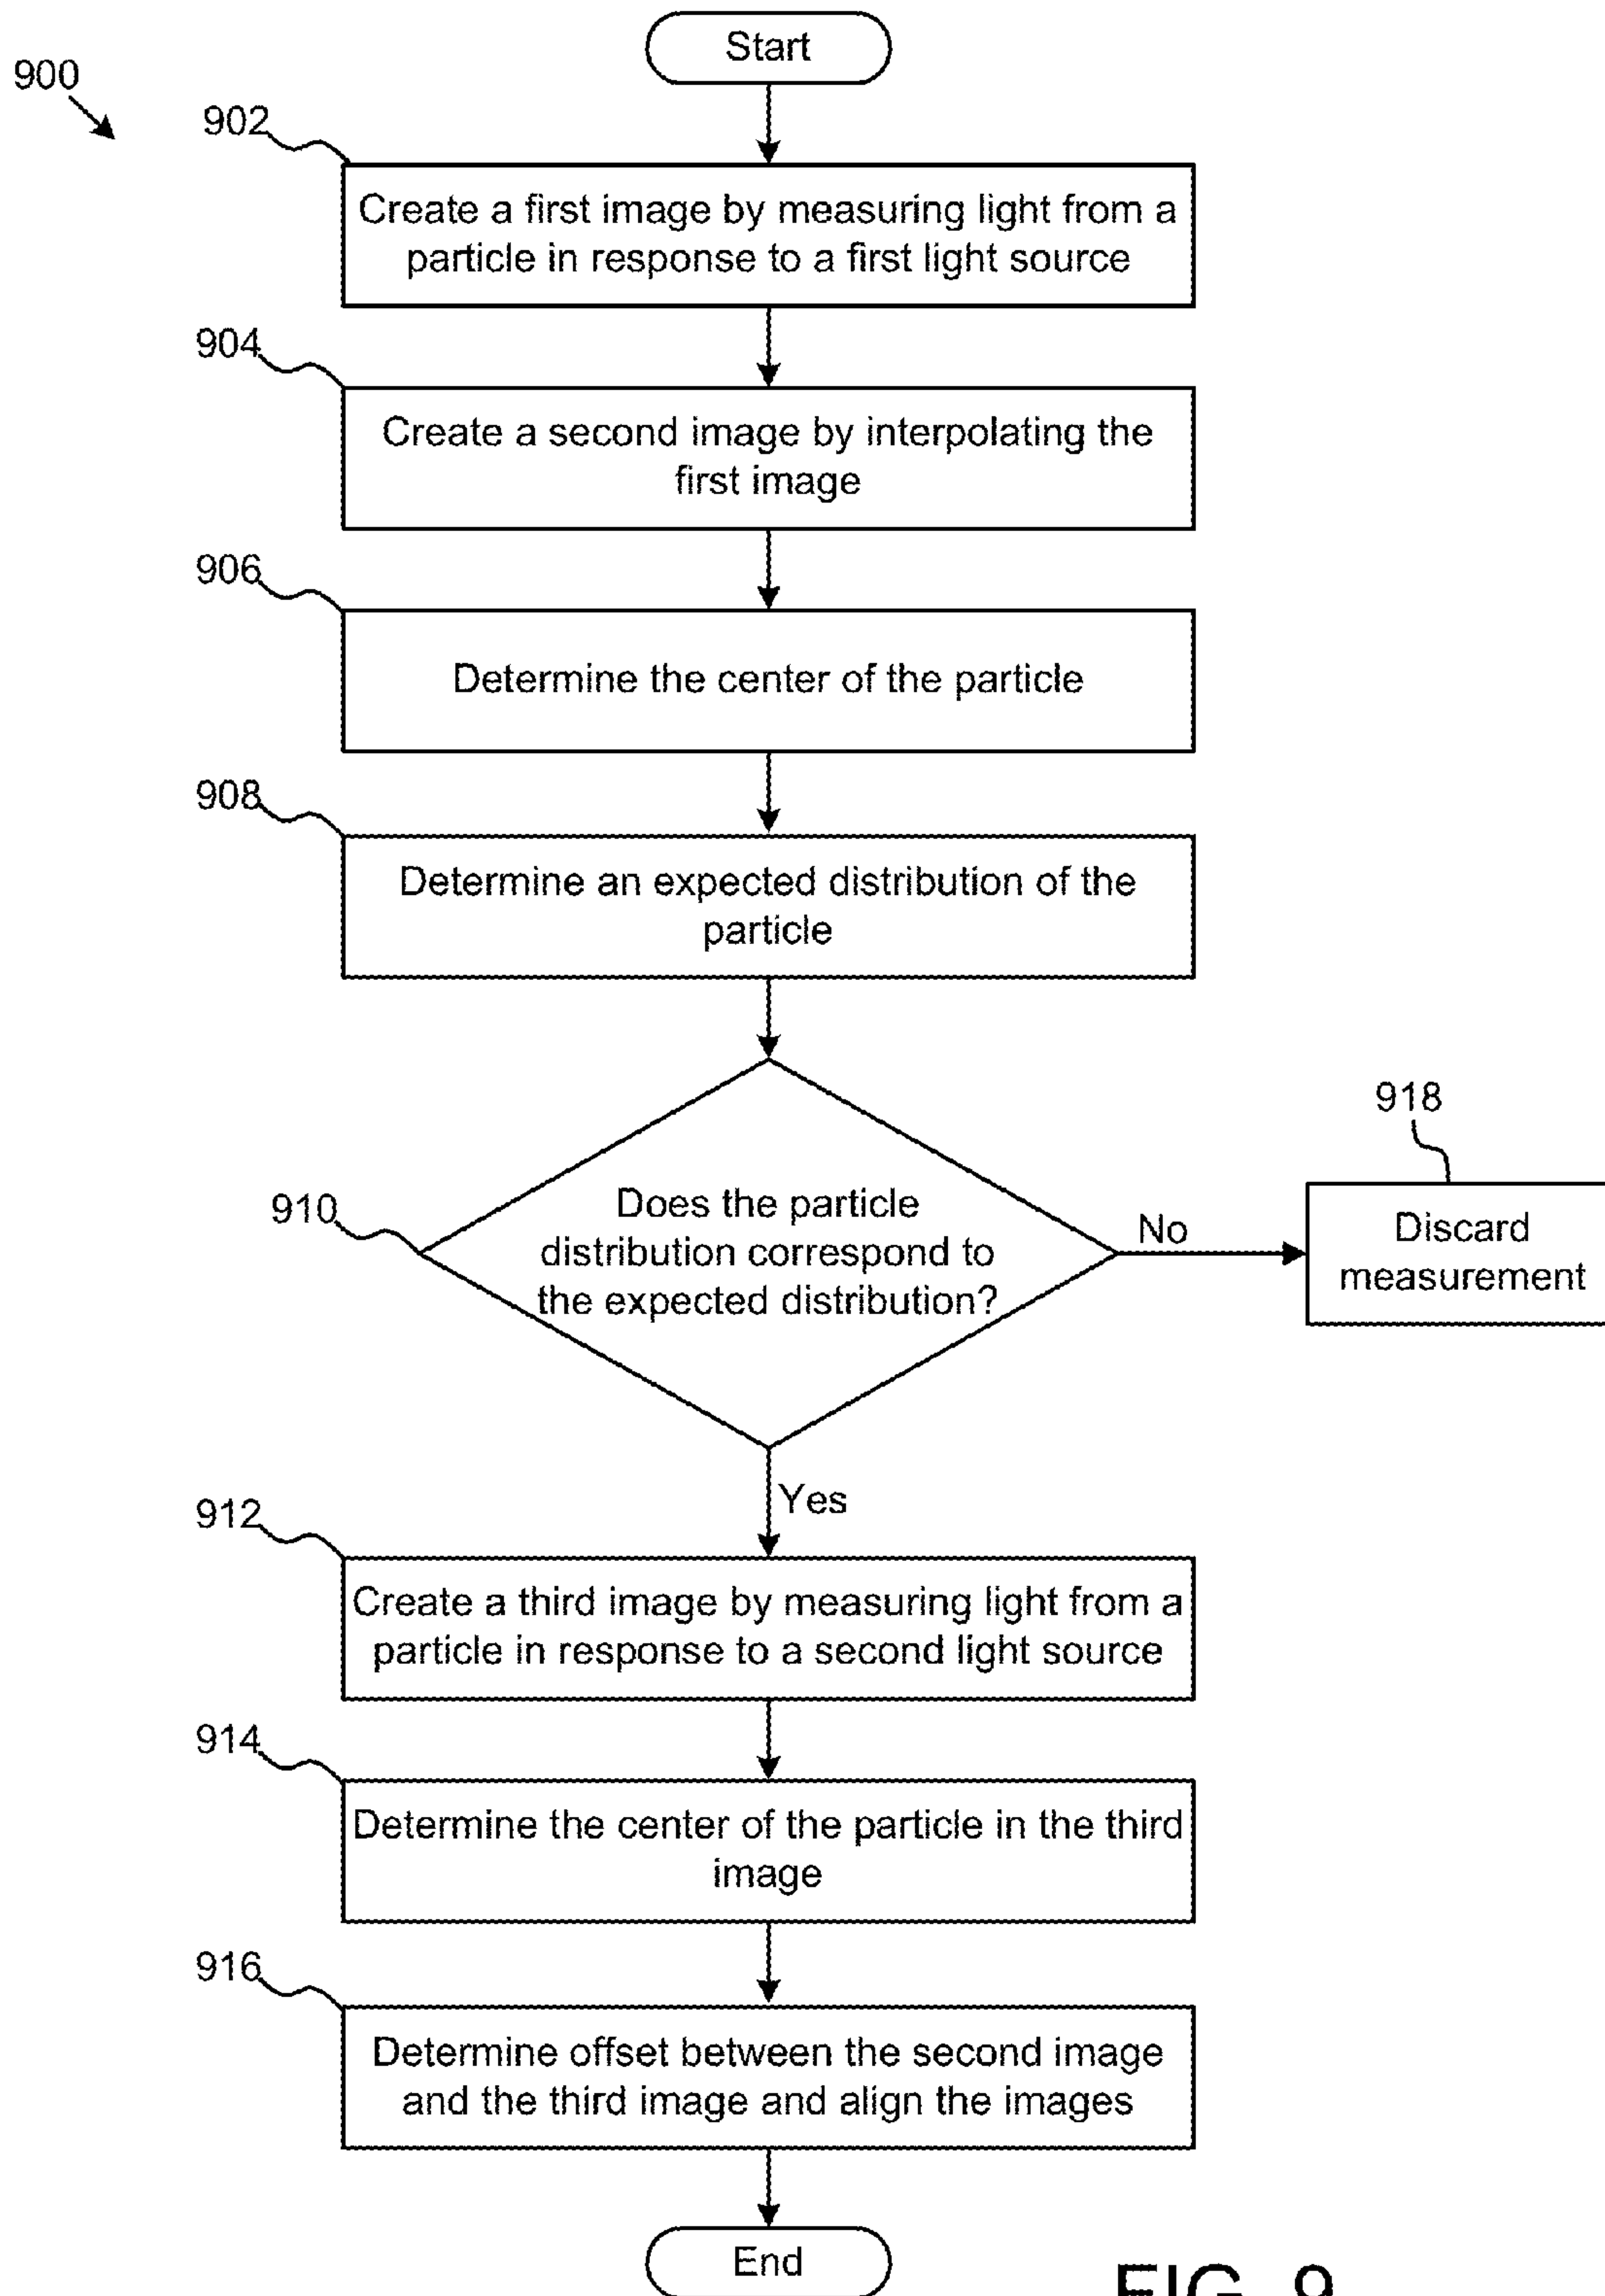 Start
900
902
Create a first image by measuring light from a
particle in response to a first light source
904
Create a second image by interpolating the
first image
906
Determine the center of the particle
908
Determine an expected distribution of the
particle
910
Does the particle
distribution correspond to
the expected distribution?
No
918
Discard
measurement
Yes
912
Create a third image by measuring light from a
particle in response to a second light source
914
Determine the center of the particle in the third
image
916
Determine offset between the second image
and the third image and align the images
End
FIG. 9